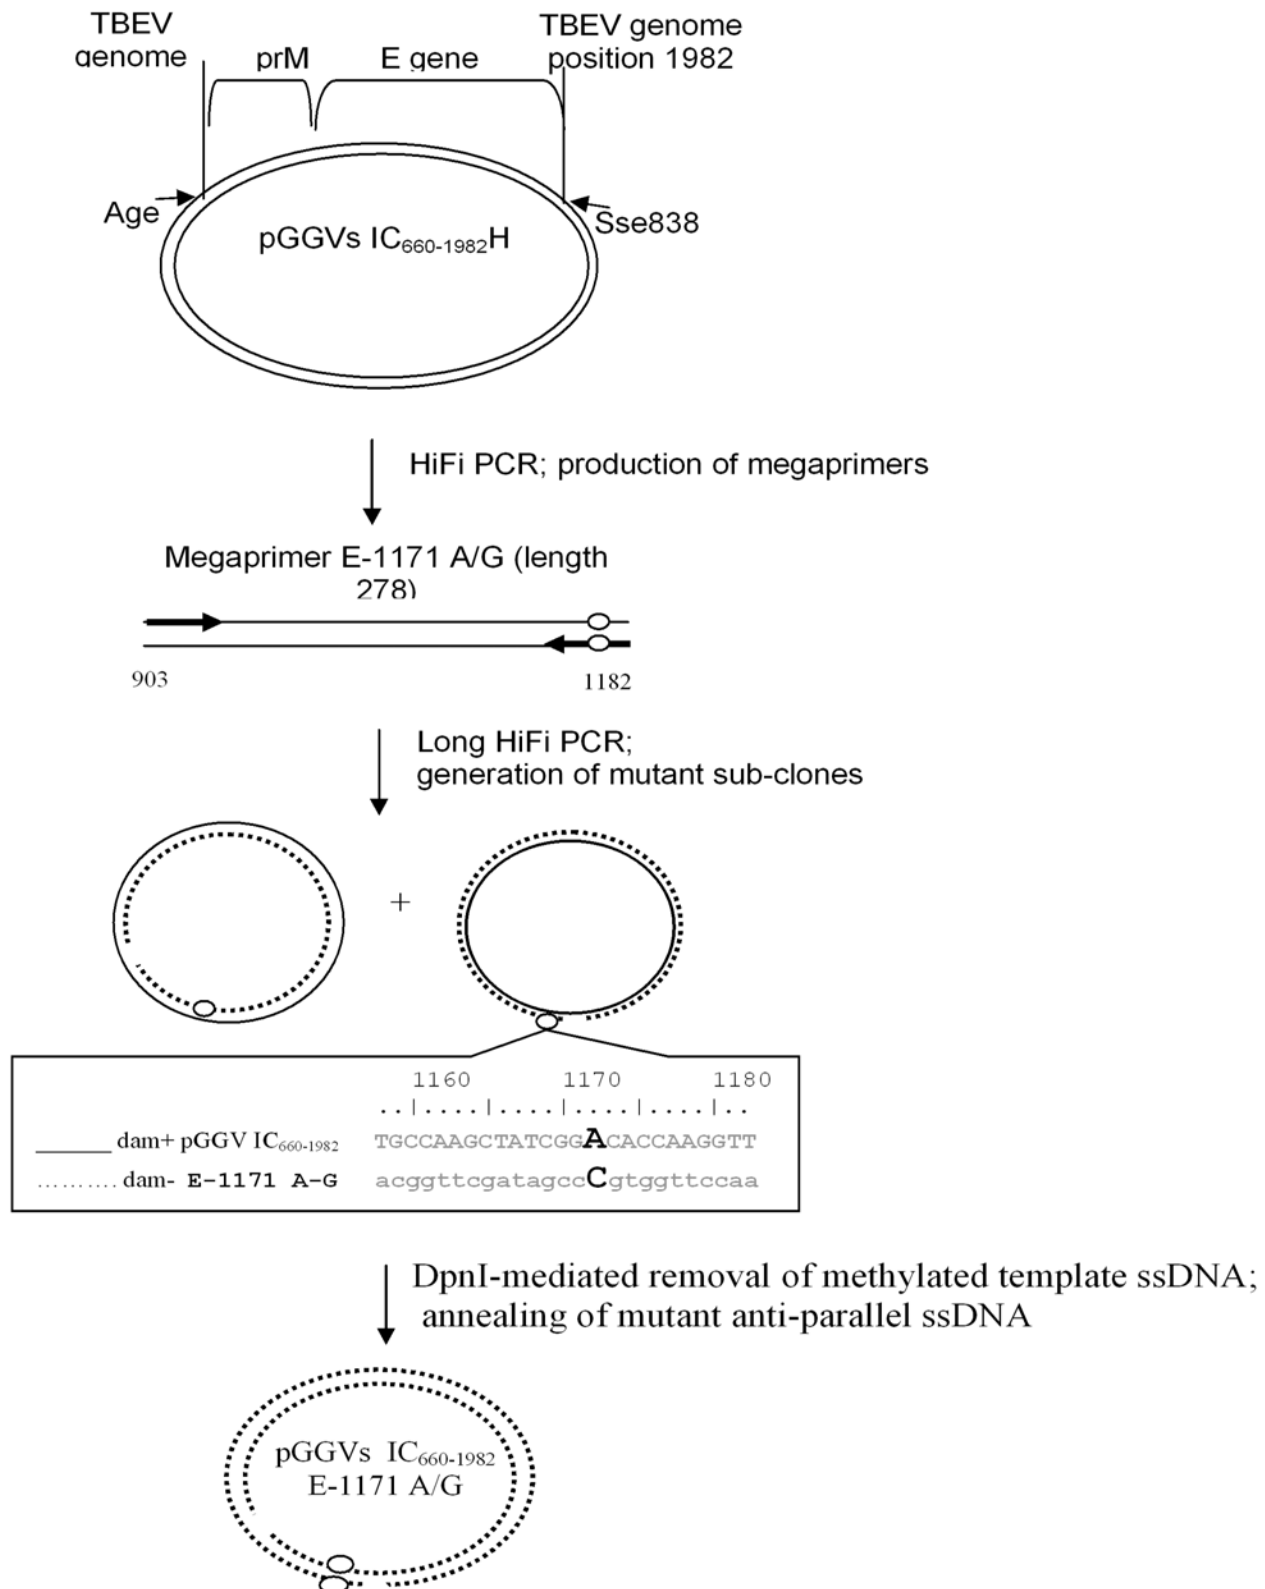 TBEV
genome
prM
E gene
TBEV genome
position 1982
Age
Sse838
pGGVs IC660-1982H
HiFi PCR; production of megaprimers
Megaprimer E-1171 A/G (length
278)
903
1182
Long HiFi PCR;
generation of mutant sub-clones
+
1160 1170 1180
..|....|....|....|....|..
______ dam+ pGGV IC660-1982 TGCCAAGCTATCGGACACCAAGGTT
.......... dam- E-1171 A-G acggttcgatagccCgtggttccaa
DpnI-mediated removal of methylated template ssDNA;
annealing of mutant anti-parallel ssDNA
pGGVs IC660-1982
E-1171 A/G